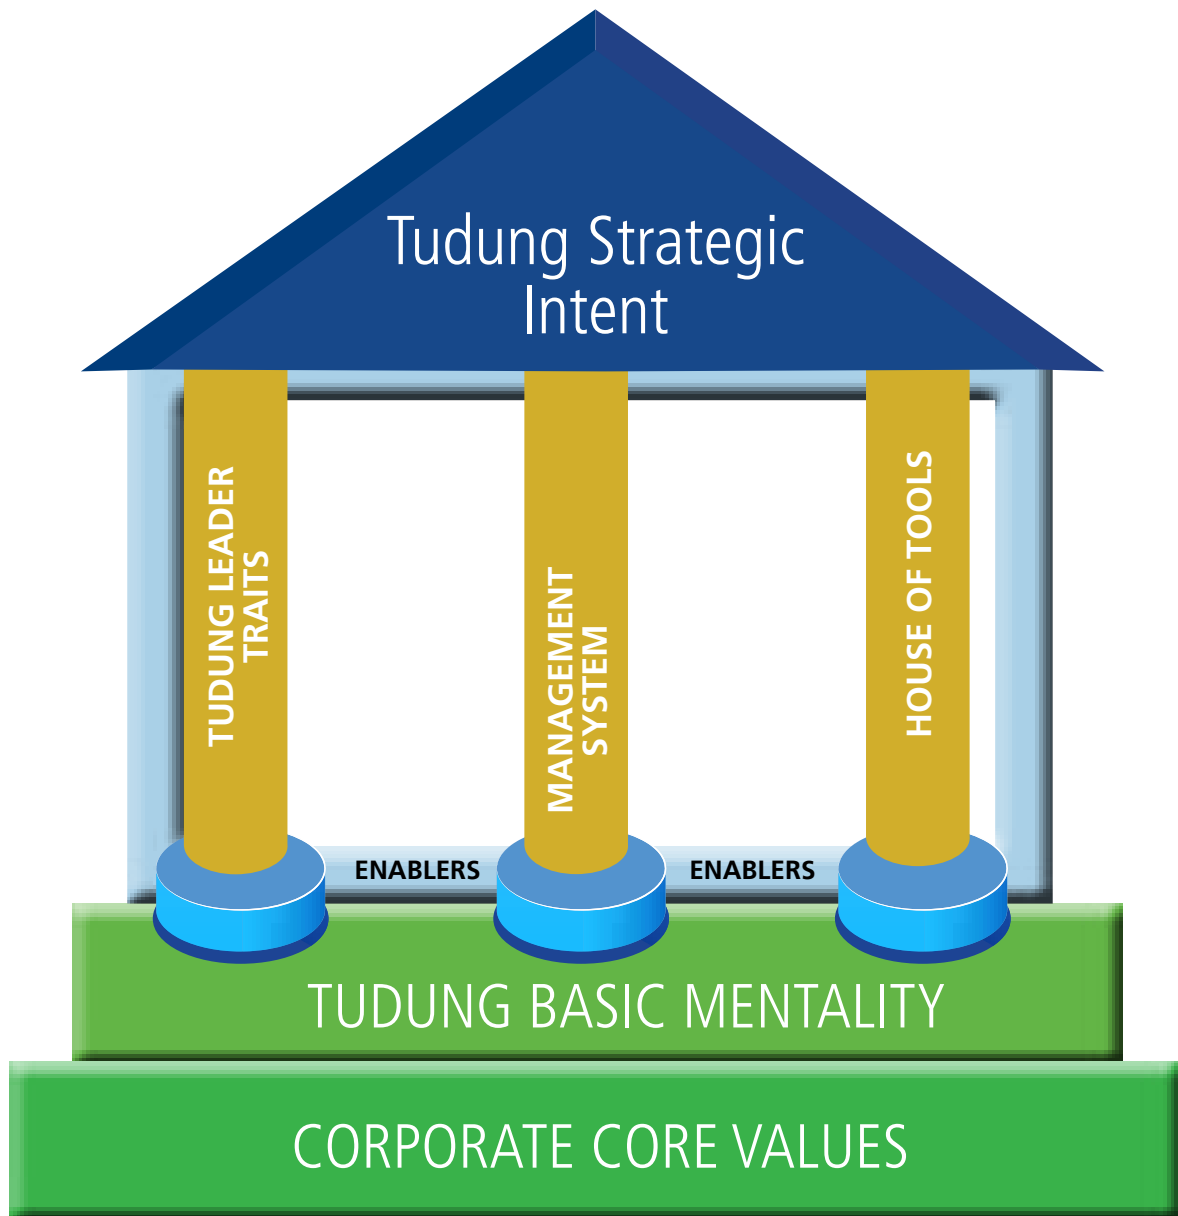 Tudung Strategic
Intent
TUDUNG LEADER
TRAITS
MANAGEMENT
SYSTEM
HOUSE OF TOOLS
ENABLERS
ENABLERS
TUDUNG BASIC MENTALITY
CORPORATE CORE VALUES